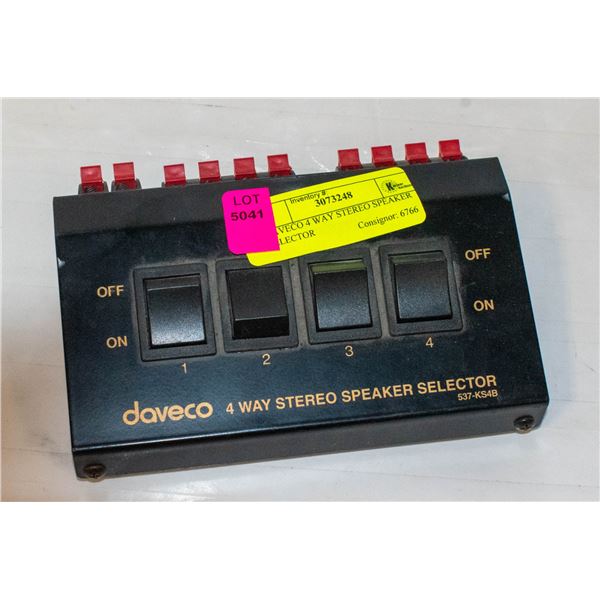 LOT
5041
Inventory #
3073248
VECO 4 WAY STEREO SPEAKER
LECTOR
Consignor: 6766
OFF
OFF
ON
ON
1 2 3 4
daveco 4 WAY STEREO SPEAKER SELECTOR
537-KS4B